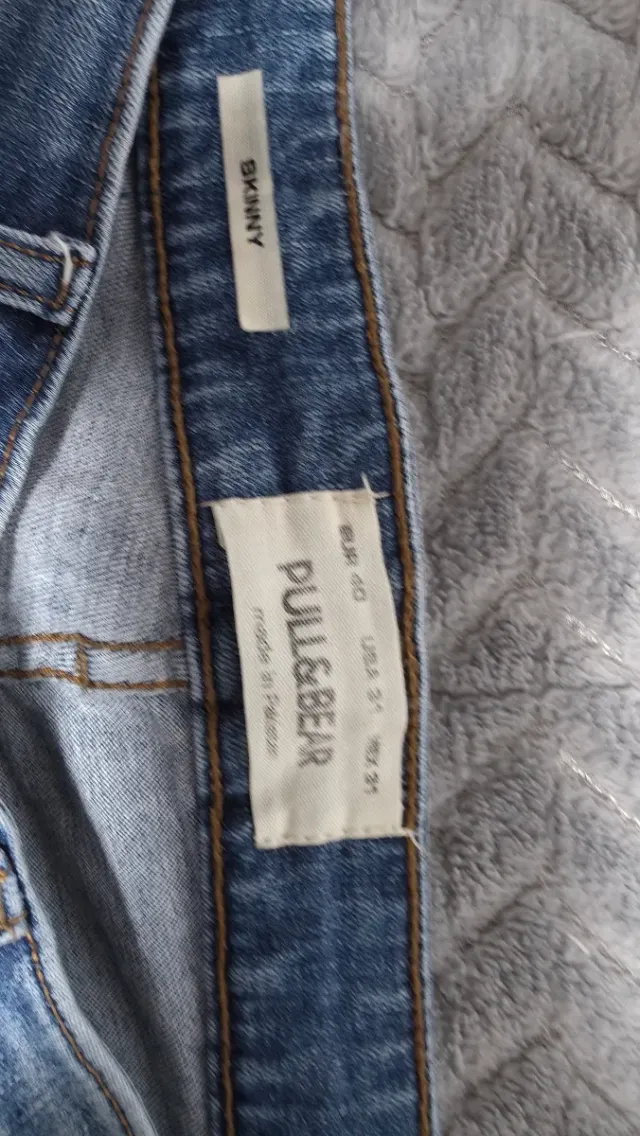 SKINNY
EUR 40 USA 31 MEX 31
PULL&BEAR
made in Pakistan